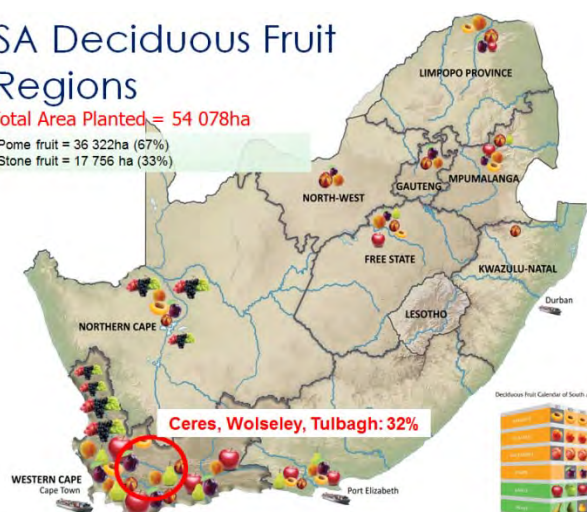 SA Deciduous Fruit
Regions
Total Area Planted = 54 078ha
Pome fruit = 36 322ha (67%)
Stone fruit = 17 756 ha (33%)
LIMPOPO PROVINCE
MPUMALANGA
GAUTENG
NORTH-WEST
FREE STATE
KWAZULU-NATAL
LESOTHO
Durban
NORTHERN CAPE
Deciduous Fruit Calendar of South
Ceres, Wolseley, Tulbagh: 32%
WESTERN CAPE
Cape Town
Port Elizabeth